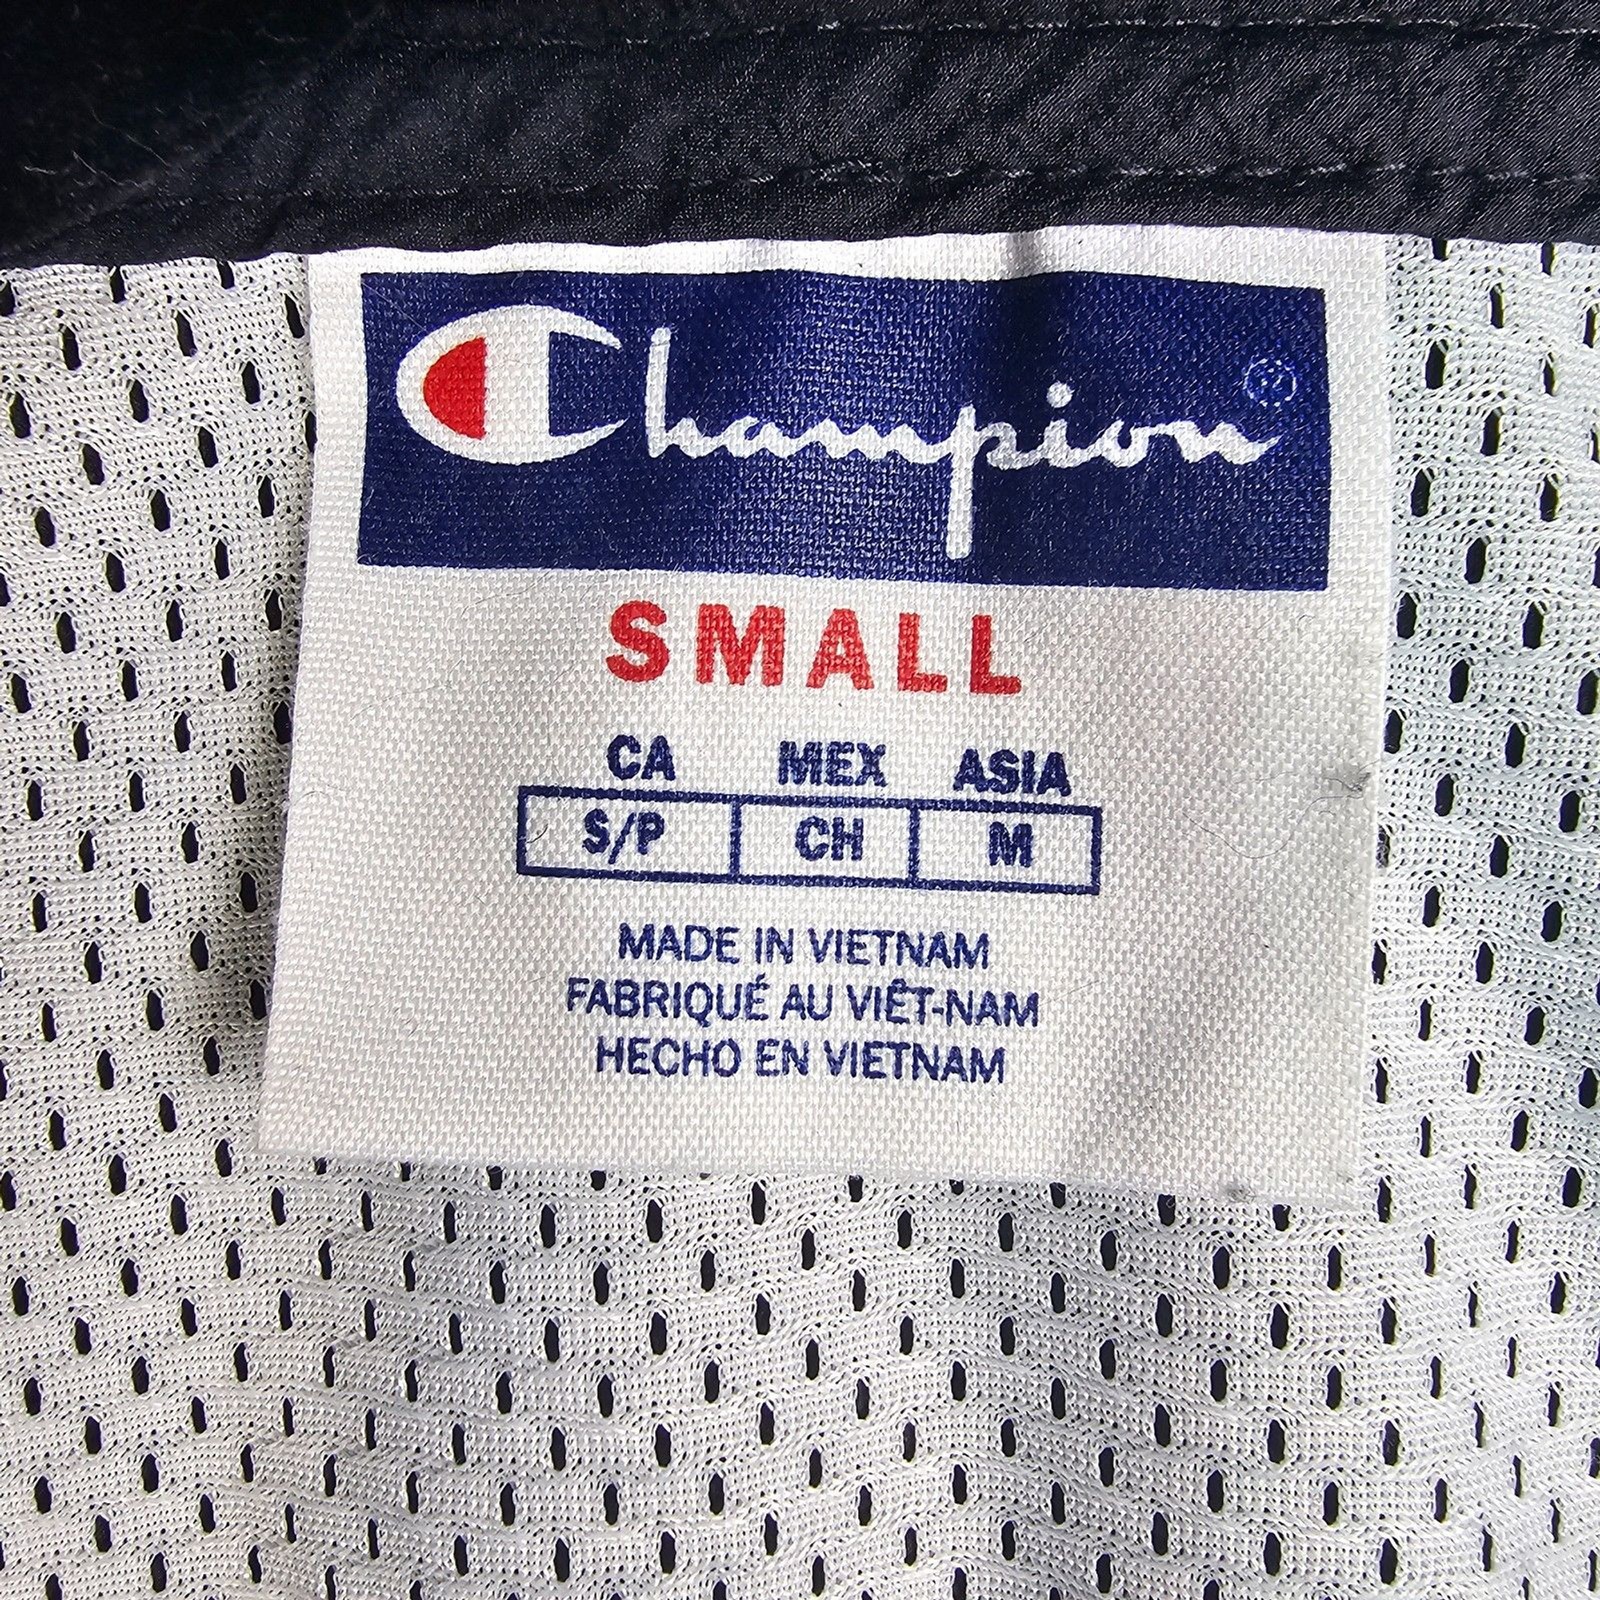 Champion®
SMALL
CA MEX ASIA
S/P CH M
MADE IN VIETNAM
FABRIQUÉ AU VIÊT-NAM
HECHO EN VIETNAM